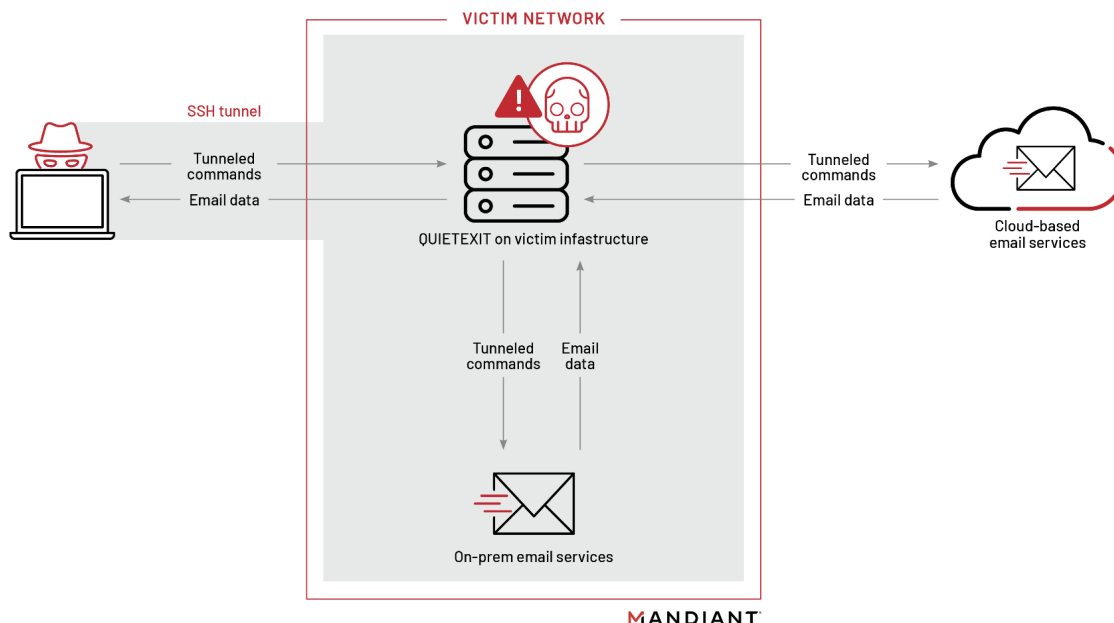 VICTIM NETWORK
SSH tunnel
Tunneled
commands
Email data
Tunneled
commands
Email data
QUIETEXIT on victim infastructure
Cloud-based
email services
Tunneled
commands
Email
data
On-prem email services
MANDIANT